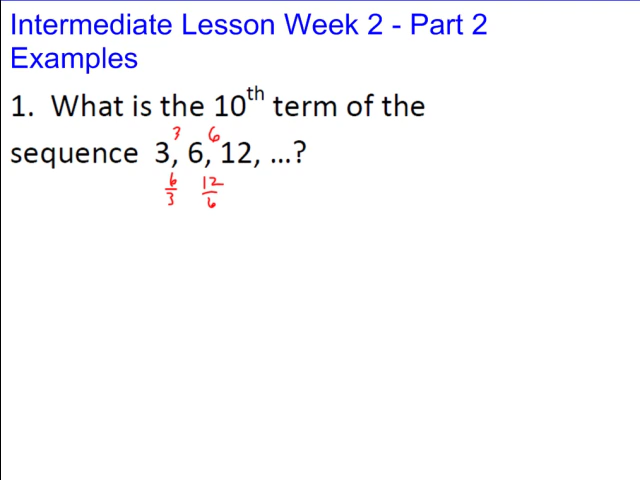 Intermediate Lesson Week 2 - Part 2
Examples
1. What is the 10th term of the
3 6
sequence 3, 6, 12, ...?
6/3 12/6